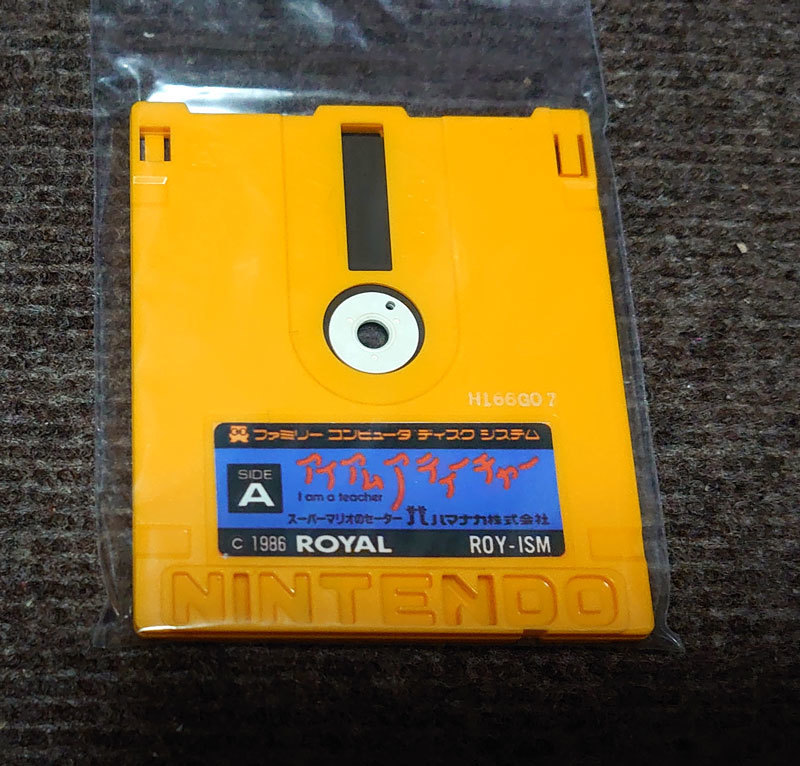 H166G07
ファミリー コンピュータ ディスク システム
SIDE
A
アイアムアティーチャー
I am a teacher
スーパーマリオのセーター ハマナカ株式会社
C 1986 ROYAL ROY-ISM
NINTENDO